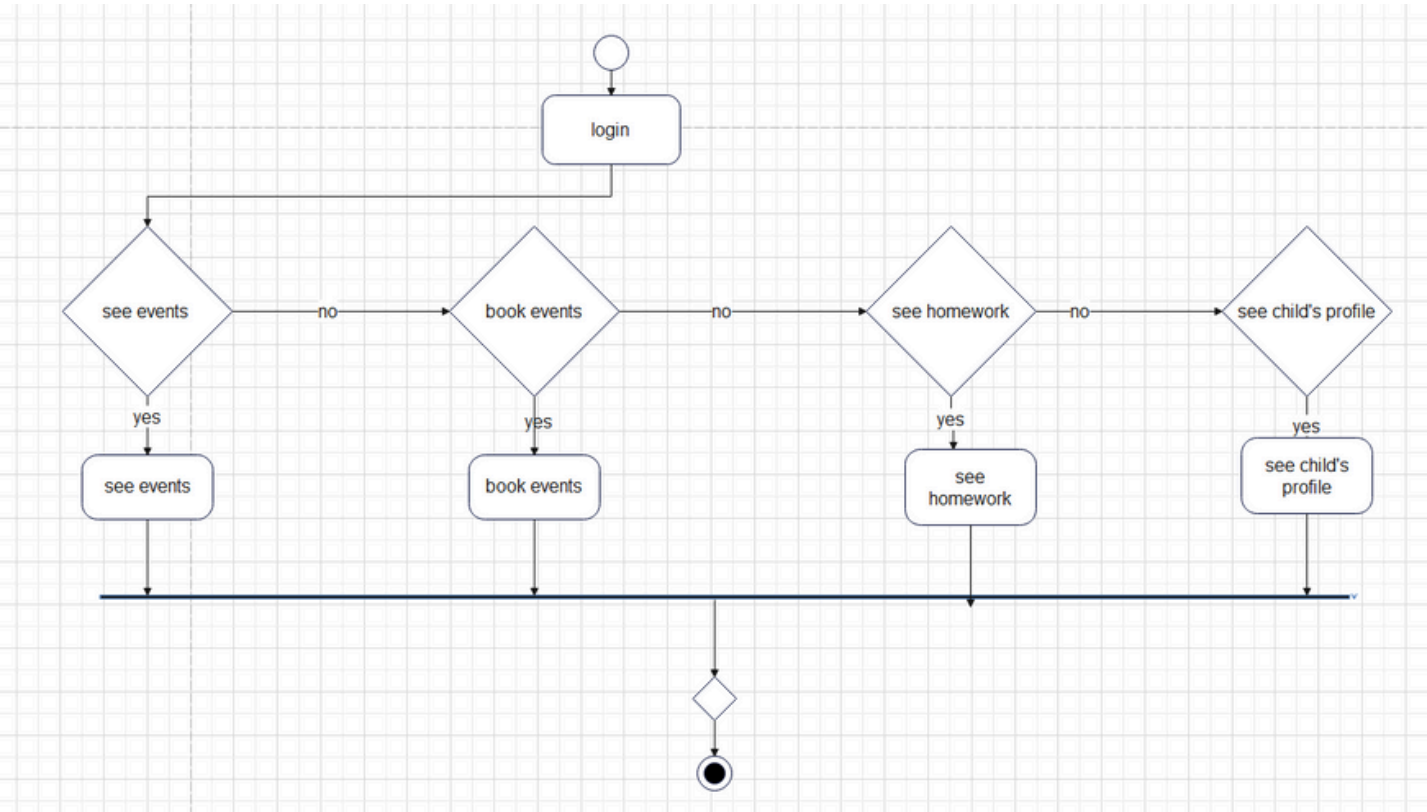 login
see events
no
book events
no
see homework
no
see child's profile
yes
yes
yes
yes
see events
book events
see
homework
see child's
profile